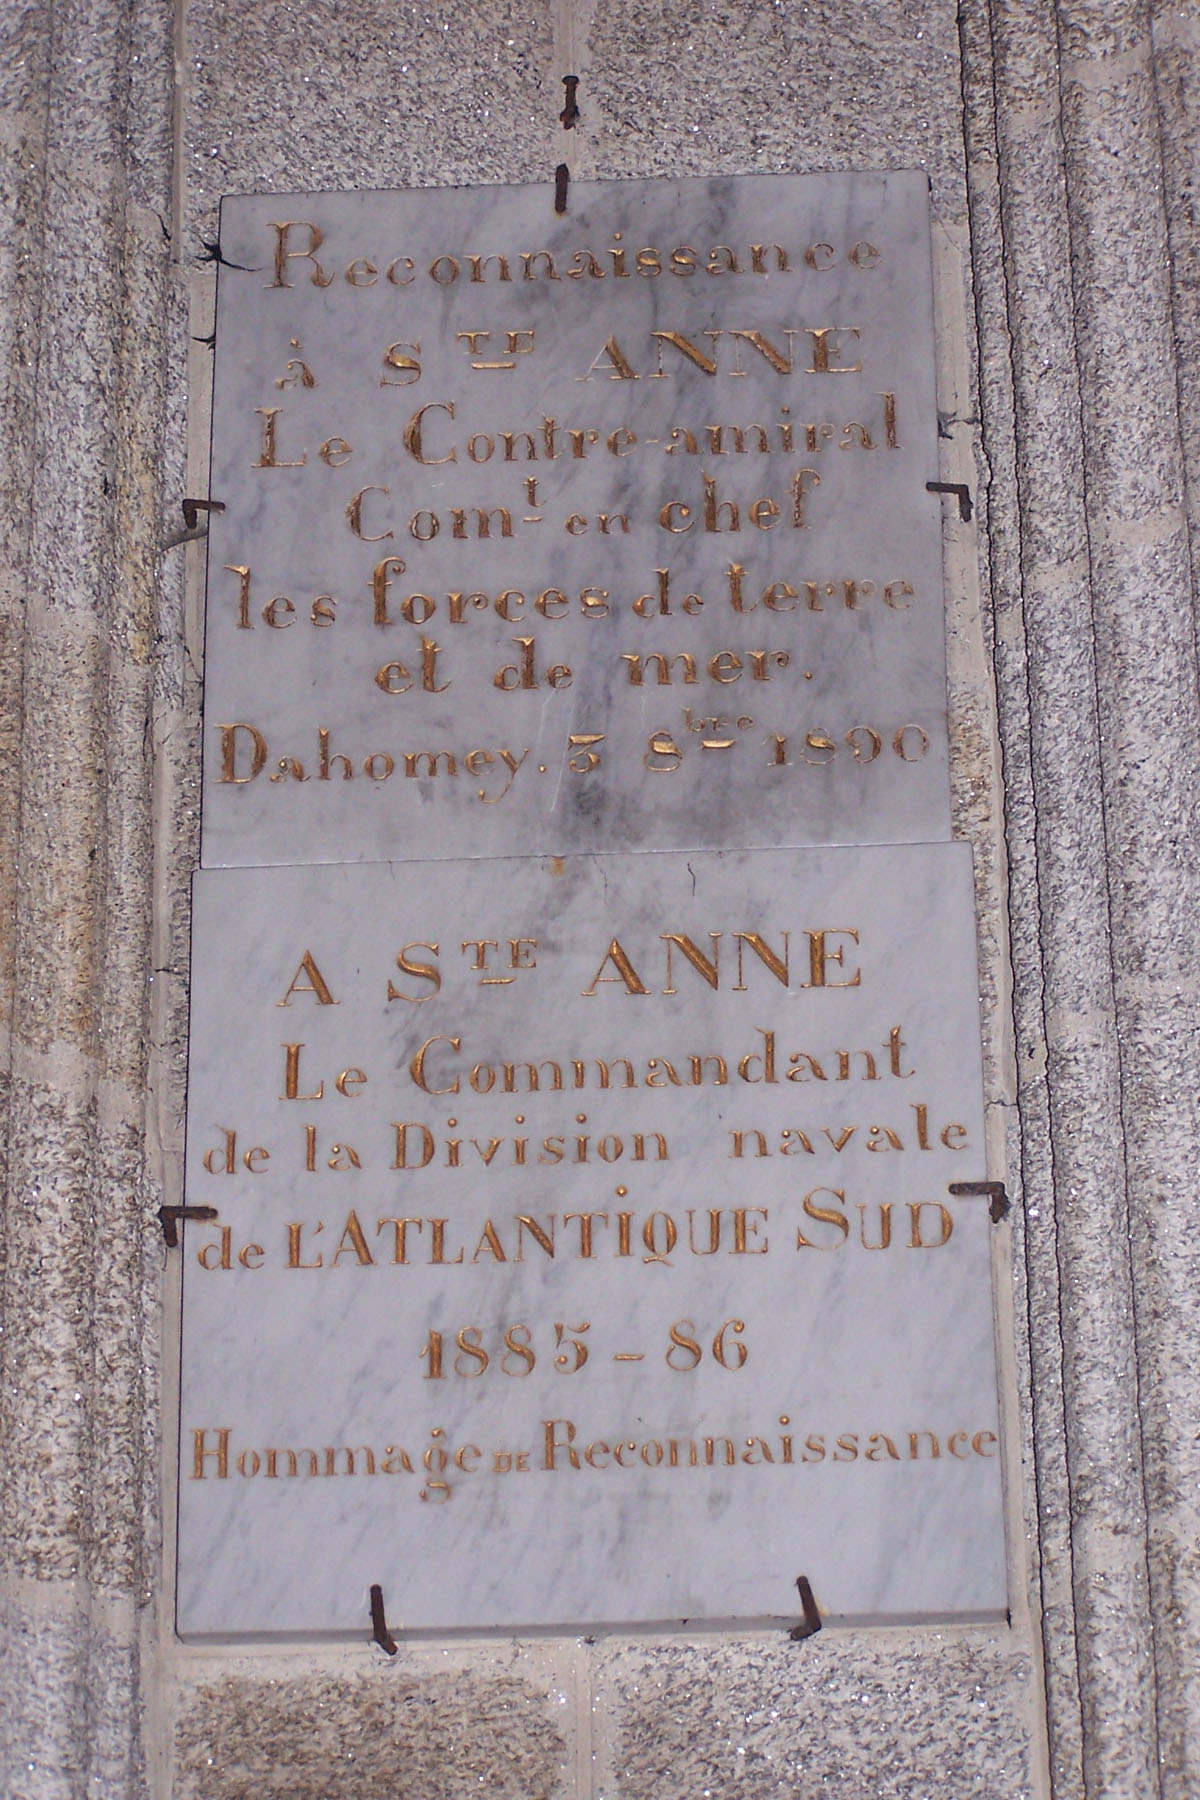 Reconnaissance
à STE ANNE
Le Contre-amiral
Comt en chef
les forces de terre
et de mer.
Dahomey. 3 8bre 1890
A STE ANNE
Le Commandant
de la Division navale
de L'ATLANTIQUE SUD
1885-86
Hommage DE Reconnaissance